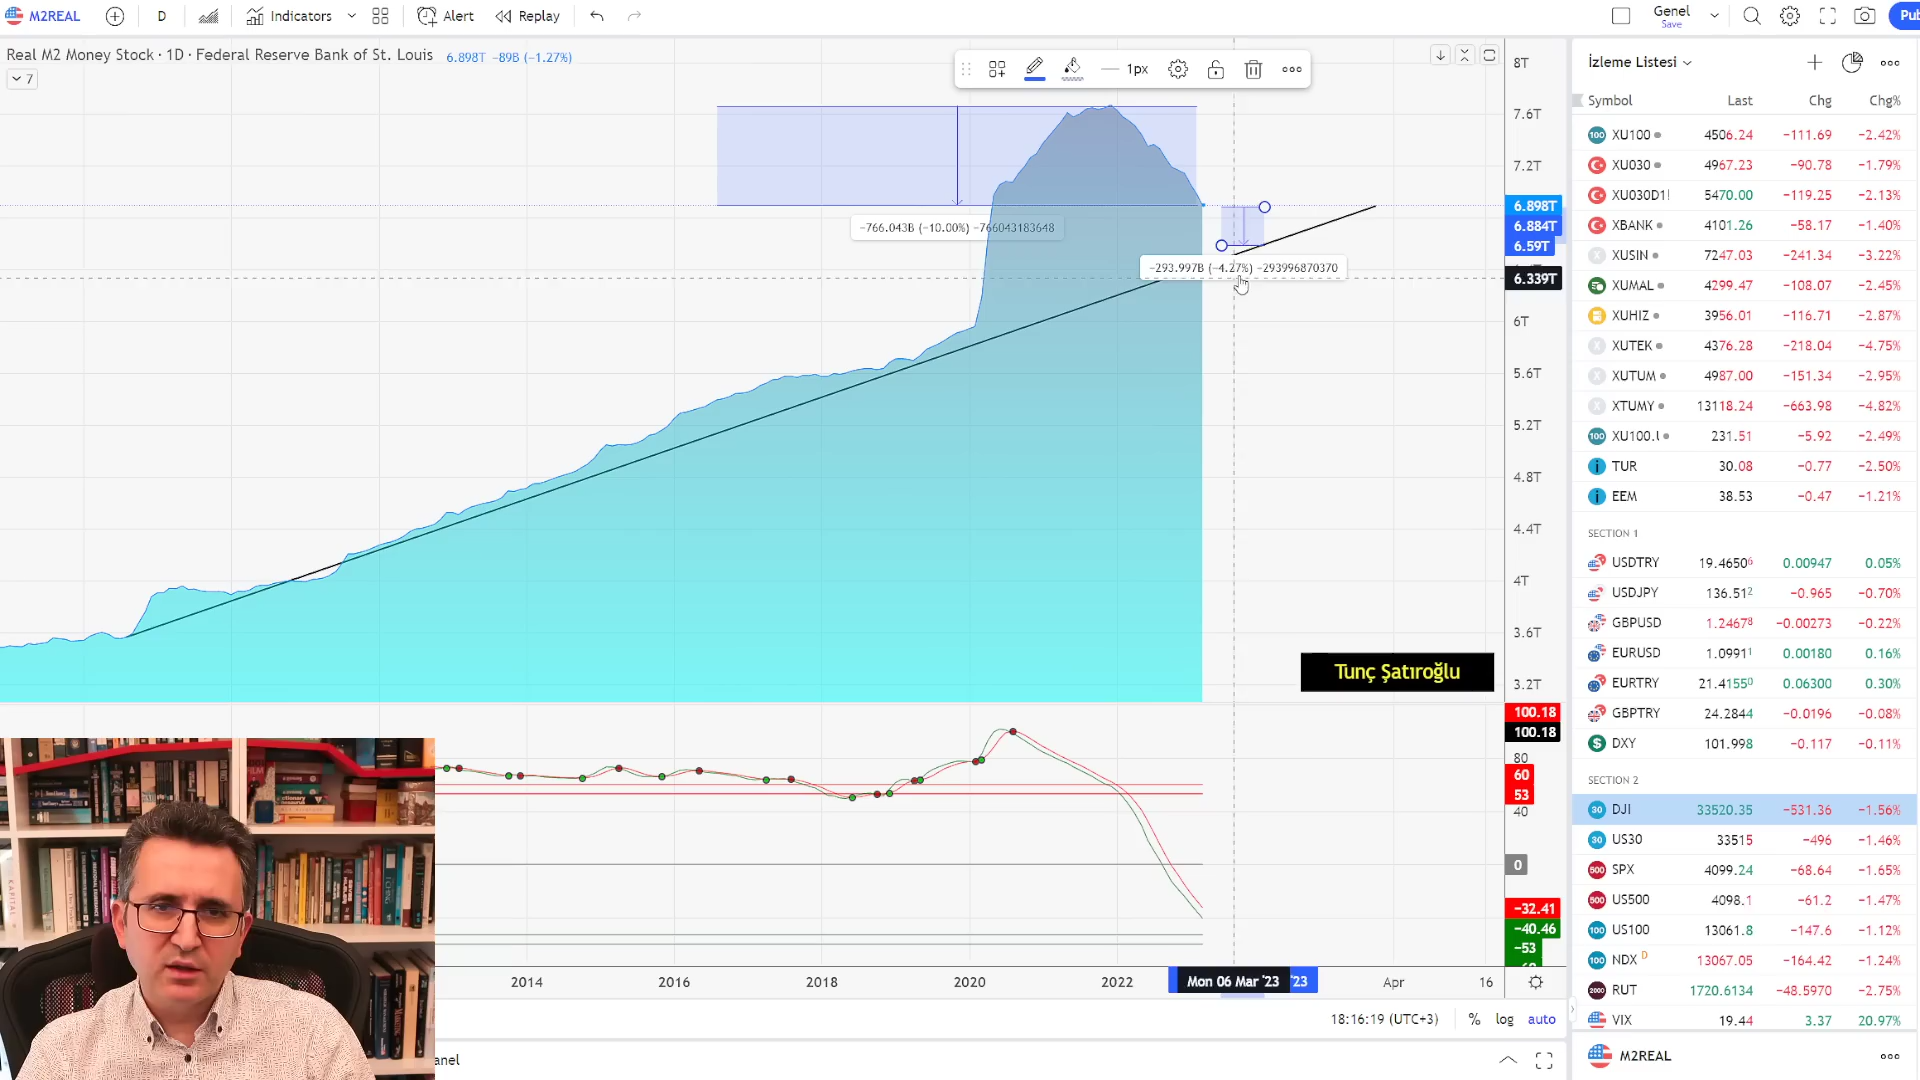 M2REAL
D
Indicators
Alert
Replay
Genel
Save
Pub
Real M2 Money Stock · 1D · Federal Reserve Bank of St. Louis 6.898T −89B (−1.27%)
7
1px
8T
7.6T
7.2T
6.898T
6.884T
6.59T
6.339T
6T
5.6T
5.2T
4.8T
4.4T
4T
3.6T
3.2T
−766.043B (−10.00%) −766043183648
−293.997B (−4.27%) −293996870370
Tunç Şatıroğlu
100.18
100.18
80
60
53
40
0
−32.41
−40.46
−53
2014 2016 2018 2020 2022 Mon 06 Mar '23 '23 Apr 16
18:16:19 (UTC+3) % log auto
anel
İzleme Listesi
Symbol Last Chg Chg%
XU100 4506.24 −111.69 −2.42%
XU030 4967.23 −90.78 −1.79%
XU030D1! 5470.00 −119.25 −2.13%
XBANK 4101.26 −58.17 −1.40%
XUSIN 7247.03 −241.34 −3.22%
XUMAL 4299.47 −108.07 −2.45%
XUHIZ 3956.01 −116.71 −2.87%
XUTEK 4376.28 −218.04 −4.75%
XUTUM 4987.00 −151.34 −2.95%
XTUMY 13118.24 −663.98 −4.82%
XU100.U 231.51 −5.92 −2.49%
TUR 30.08 −0.77 −2.50%
EEM 38.53 −0.47 −1.21%
SECTION 1
USDTRY 19.46506 0.00947 0.05%
USDJPY 136.512 −0.965 −0.70%
GBPUSD 1.24678 −0.00273 −0.22%
EURUSD 1.09911 0.00180 0.16%
EURTRY 21.41550 0.06300 0.30%
GBPTRY 24.2844 −0.0196 −0.08%
DXY 101.998 −0.117 −0.11%
SECTION 2
DJI 33520.35 −531.36 −1.56%
US30 33515 −496 −1.46%
SPX 4099.24 −68.64 −1.65%
US500 4098.1 −61.2 −1.47%
US100 13061.8 −147.6 −1.12%
NDX D 13067.05 −164.42 −1.24%
RUT 1720.6134 −48.5970 −2.75%
VIX 19.44 3.37 20.97%
M2REAL